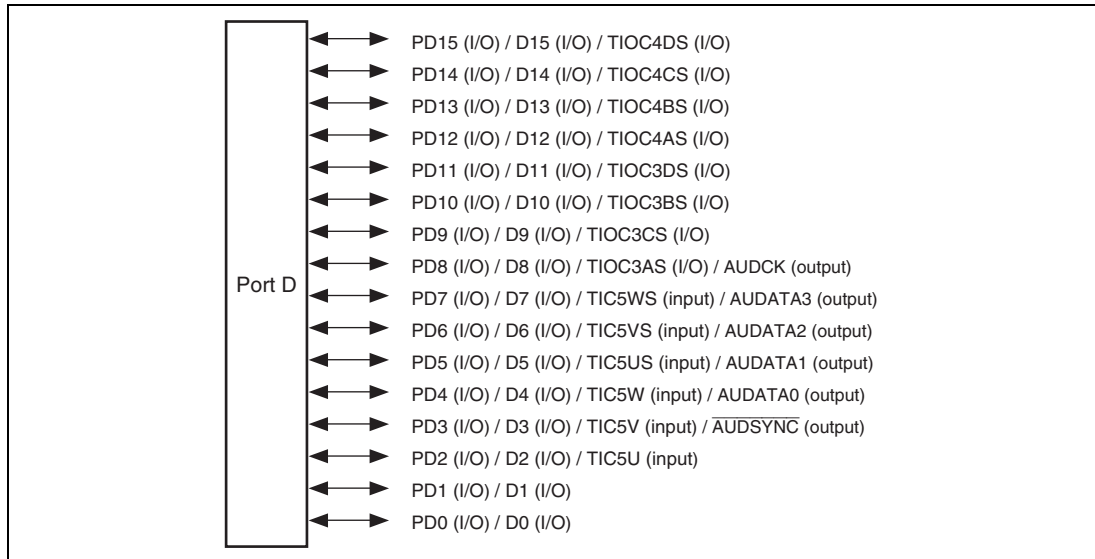 PD15 (I/O) / D15 (I/O) / TIOC4DS (I/O)
PD14 (I/O) / D14 (I/O) / TIOC4CS (I/O)
PD13 (I/O) / D13 (I/O) / TIOC4BS (I/O)
PD12 (I/O) / D12 (I/O) / TIOC4AS (I/O)
PD11 (I/O) / D11 (I/O) / TIOC3DS (I/O)
PD10 (I/O) / D10 (I/O) / TIOC3BS (I/O)
PD9 (I/O) / D9 (I/O) / TIOC3CS (I/O)
PD8 (I/O) / D8 (I/O) / TIOC3AS (I/O) / AUDCK (output)
Port D
PD7 (I/O) / D7 (I/O) / TIC5WS (input) / AUDATA3 (output)
PD6 (I/O) / D6 (I/O) / TIC5VS (input) / AUDATA2 (output)
PD5 (I/O) / D5 (I/O) / TIC5US (input) / AUDATA1 (output)
PD4 (I/O) / D4 (I/O) / TIC5W (input) / AUDATA0 (output)
PD3 (I/O) / D3 (I/O) / TIC5V (input) / A̅U̅D̅S̅Y̅N̅C̅ (output)
PD2 (I/O) / D2 (I/O) / TIC5U (input)
PD1 (I/O) / D1 (I/O)
PD0 (I/O) / D0 (I/O)